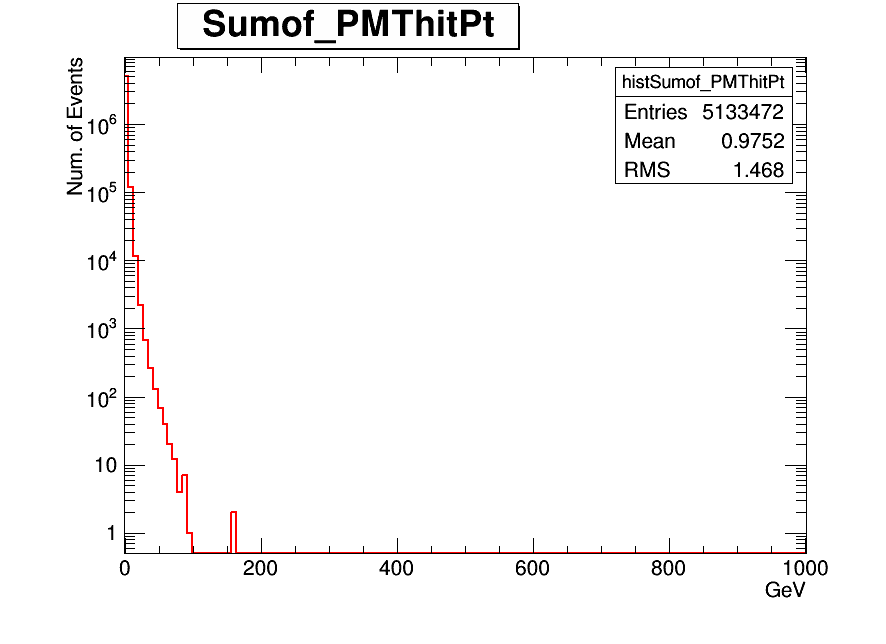 Sumof_PMThitPt
Num. of Events
histSumof_PMThitPt
Entries 5133472
Mean 0.9752
RMS 1.468
10^6
10^5
10^4
10^3
10^2
10
1
0 200 400 600 800 1000
GeV